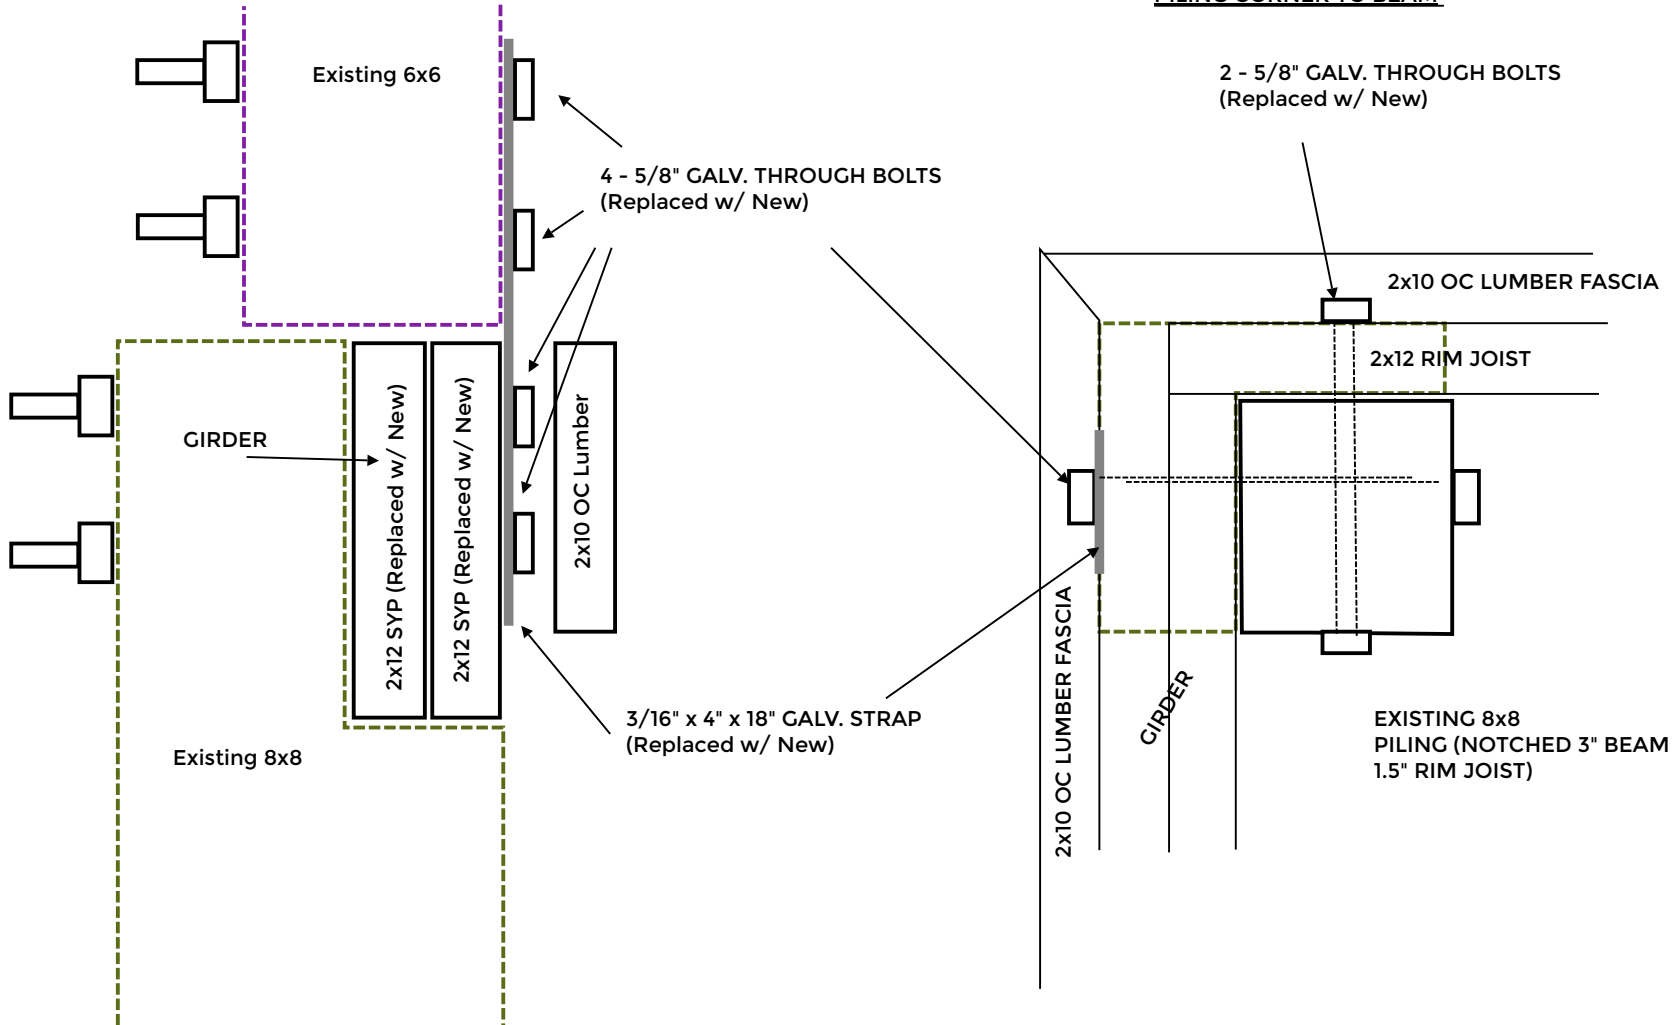 PILING CORNER TO BEAM
Existing 6x6
2 - 5/8" GALV. THROUGH BOLTS
(Replaced w/ New)
4 - 5/8" GALV. THROUGH BOLTS
(Replaced w/ New)
2x10 OC LUMBER FASCIA
2x12 RIM JOIST
GIRDER
2x12 SYP (Replaced w/ New)
2x12 SYP (Replaced w/ New)
2x10 OC Lumber
2x10 OC LUMBER FASCIA
GIRDER
3/16" x 4" x 18" GALV. STRAP
(Replaced w/ New)
EXISTING 8x8
PILING (NOTCHED 3" BEAM
1.5" RIM JOIST)
Existing 8x8